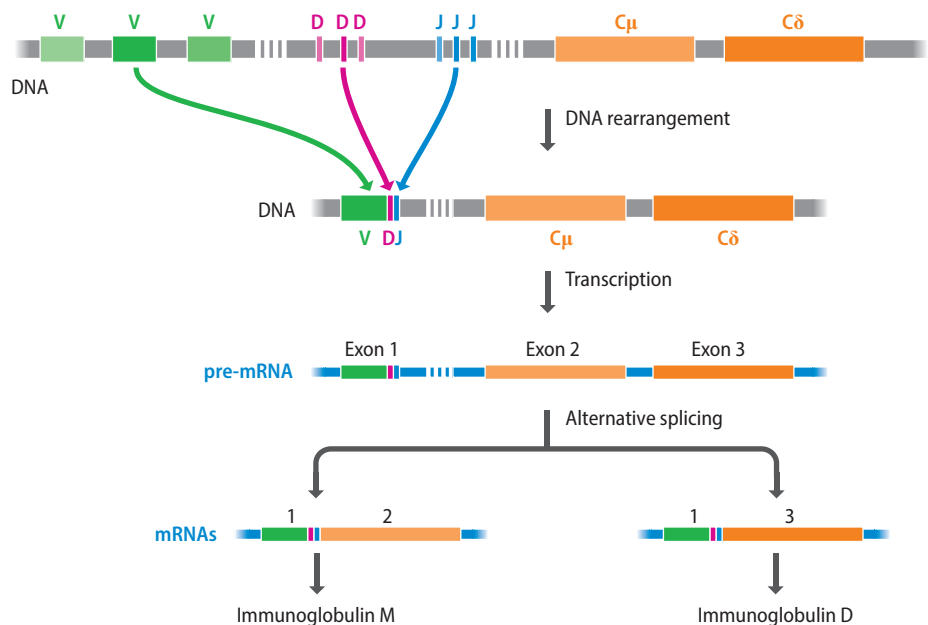 V V V D D D J J J Cμ Cδ
DNA
DNA rearrangement
DNA
V D J Cμ Cδ
Transcription
Exon 1 Exon 2 Exon 3
pre-mRNA
Alternative splicing
1 2 1 3
mRNAs
Immunoglobulin M Immunoglobulin D